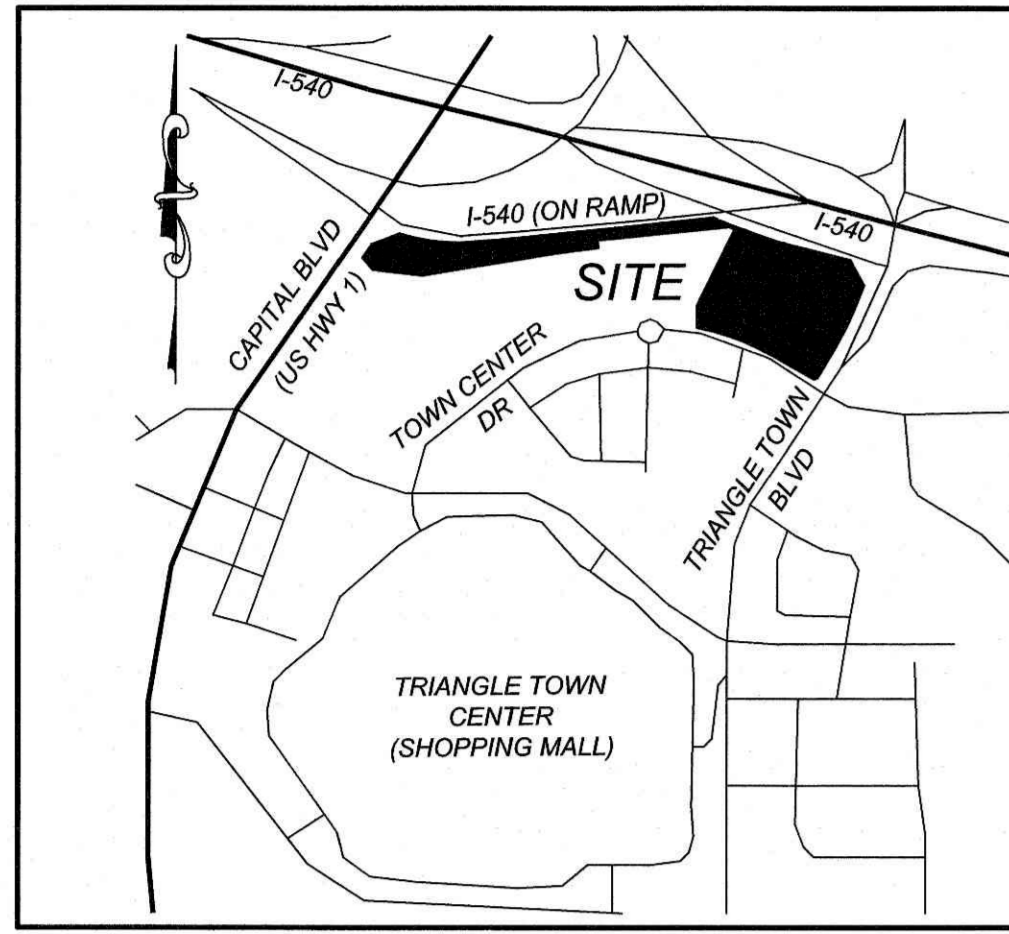 I-540
I-540 (ON RAMP)
I-540
CAPITAL BLVD
(US HWY 1)
SITE
TOWN CENTER
DR
TRIANGLE TOWN
BLVD
TRIANGLE TOWN
CENTER
(SHOPPING MALL)